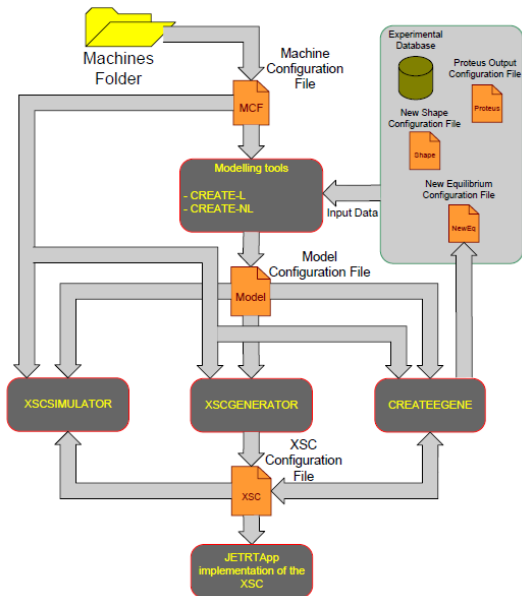 Machines
Folder
Machine
Configuration
File
MCF
Experimental
Database
Proteus Output
Configuration File
Proteus
New Shape
Configuration File
Shape
New Equilibrium
Configuration File
NewEq
Modelling tools
- CREATE-L
- CREATE-NL
Input Data
Model
Configuration File
Model
XSCSIMULATOR
XSCGENERATOR
CREATEEGENE
XSC
Configuration
File
XSC
JETRTApp
implementation of the
XSC